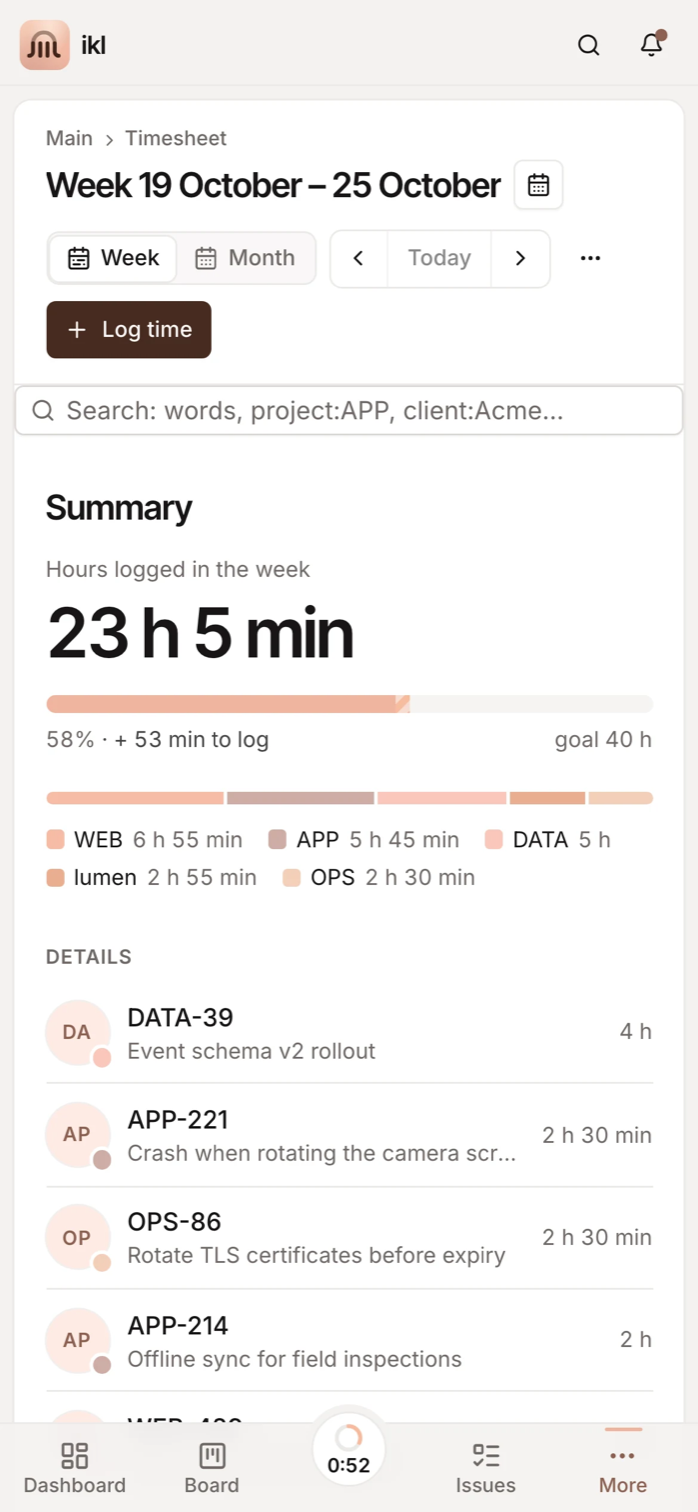 ikl
Main > Timesheet
Week 19 October – 25 October
Week Month Today
+ Log time
Search: words, project:APP, client:Acme...
Summary
Hours logged in the week
23 h 5 min
58% · + 53 min to log goal 40 h
WEB 6 h 55 min APP 5 h 45 min DATA 5 h
lumen 2 h 55 min OPS 2 h 30 min
DETAILS
DA DATA-39 4 h
Event schema v2 rollout
AP APP-221 2 h 30 min
Crash when rotating the camera scr...
OP OPS-86 2 h 30 min
Rotate TLS certificates before expiry
AP APP-214 2 h
Offline sync for field inspections
0:52
Dashboard Board Issues More